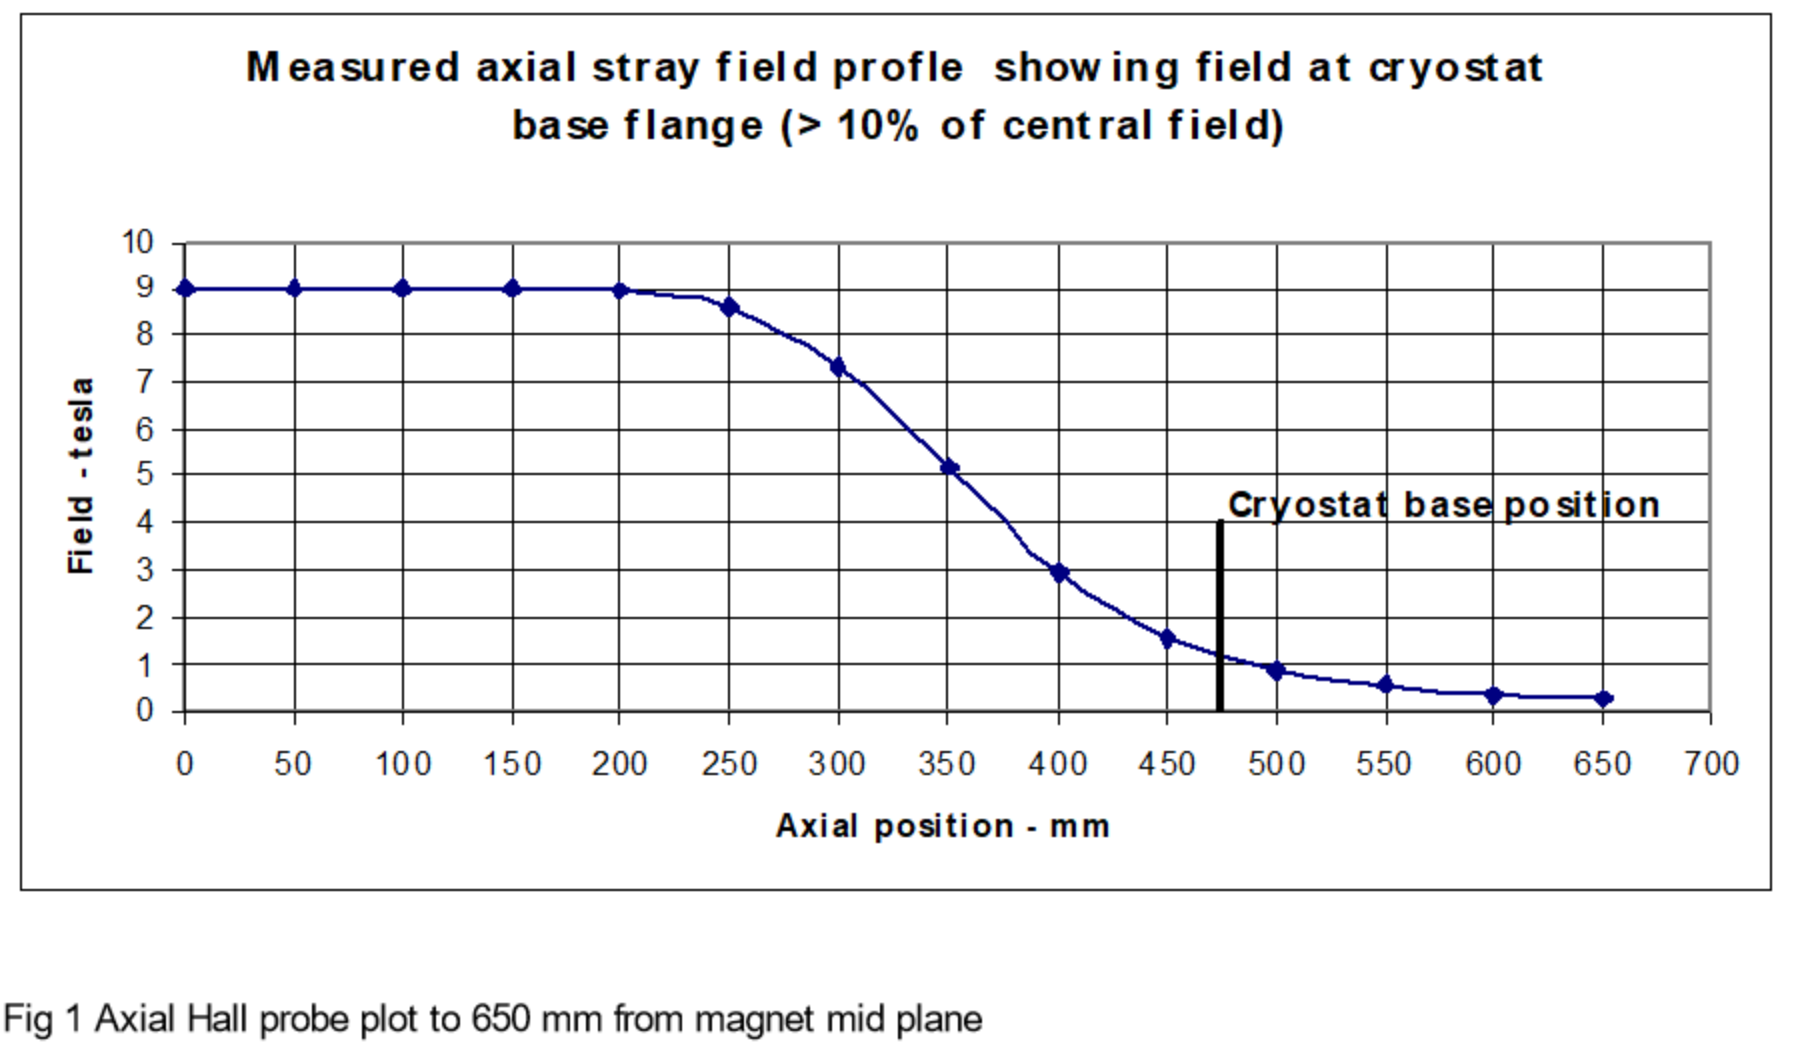 Measured axial stray field profle showing field at cryostat
base flange (> 10% of central field)
10
9
8
7
6
5
4
3
2
1
0
Field - tesla
Cryostat base position
0 50 100 150 200 250 300 350 400 450 500 550 600 650 700
Axial position - mm
Fig 1 Axial Hall probe plot to 650 mm from magnet mid plane